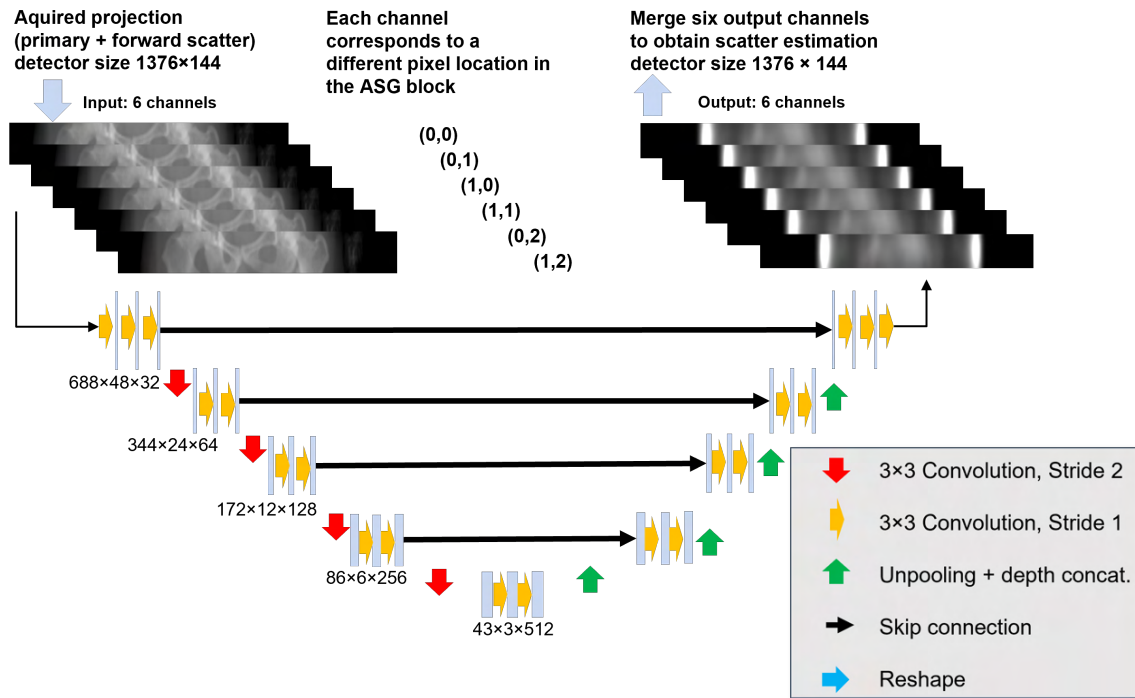 Aquired projection
(primary + forward scatter)
detector size 1376×144
Input: 6 channels
Each channel
corresponds to a
different pixel location in
the ASG block
(0,0)
(0,1)
(1,0)
(1,1)
(0,2)
(1,2)
Merge six output channels
to obtain scatter estimation
detector size 1376 × 144
Output: 6 channels
688×48×32
344×24×64
172×12×128
86×6×256
43×3×512
3×3 Convolution, Stride 2
3×3 Convolution, Stride 1
Unpooling + depth concat.
Skip connection
Reshape